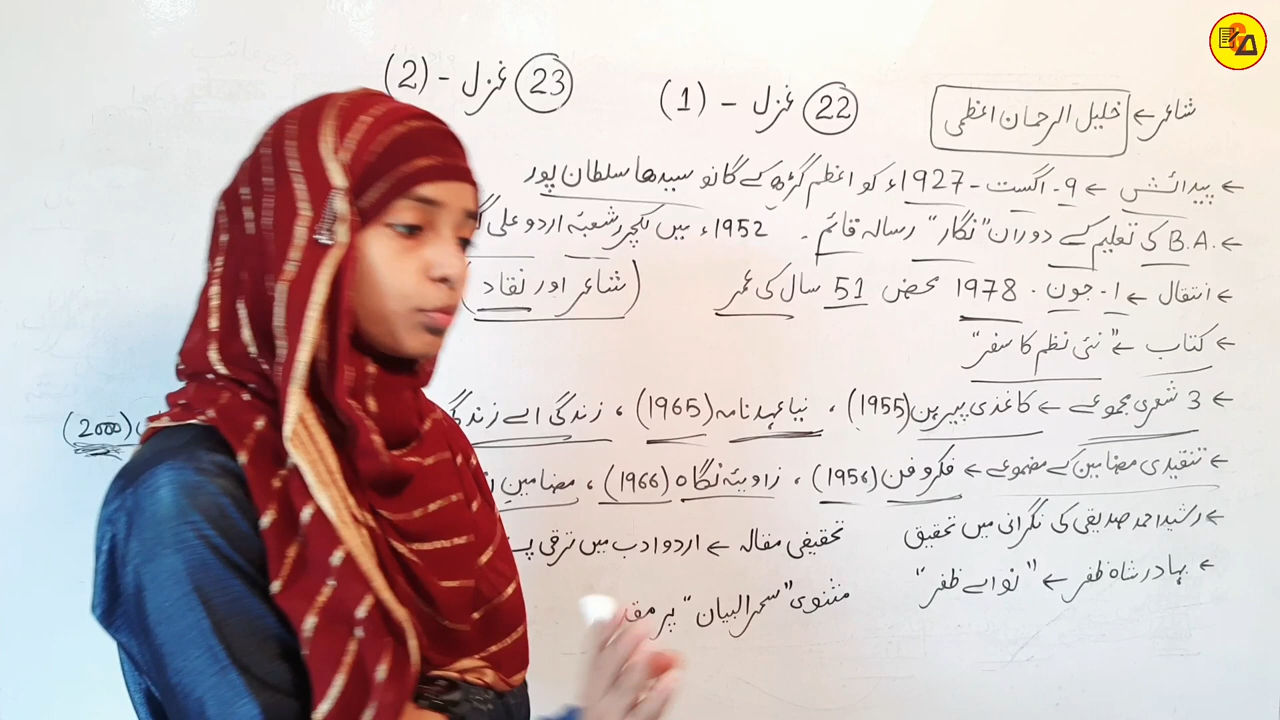 شاعر ← خلیل الرحمان اعظمی
22 غزل - (1)
23 غزل - (2)
← پیدائش ← 9 - اگست - 1927ء کو اعظم گڑھ کے گانو سیدھا سلطان پور
← B.A. کی تعلیم کے دوران "نگار" رسالہ قائم ۔ 1952ء میں لکچرر شعبۂ اردو علی
← انتقال ← 1 - جون - 1978 محض 51 سال کی عمر (شاعر اور نقاد)
← کتاب ← "نئی نظم کا سفر"
← 3 شعری مجموعے ← کاغذی پیرہن (1955)، نیا عہد نامہ (1965)، زندگی اے زندگی (2000)
← تنقیدی مضامین کے مضموعے ← فکر و فن (1956)، زاویئہ نگاہ (1966)، مضامین
← رشید احمد صدیقی کی نگرانی میں تحقیق تحقیقی مقالہ ← اردو ادب میں ترقی
← بہادر شاہ ظفر ← "نوائے ظفر" مثنوی "سحر البیان" پر